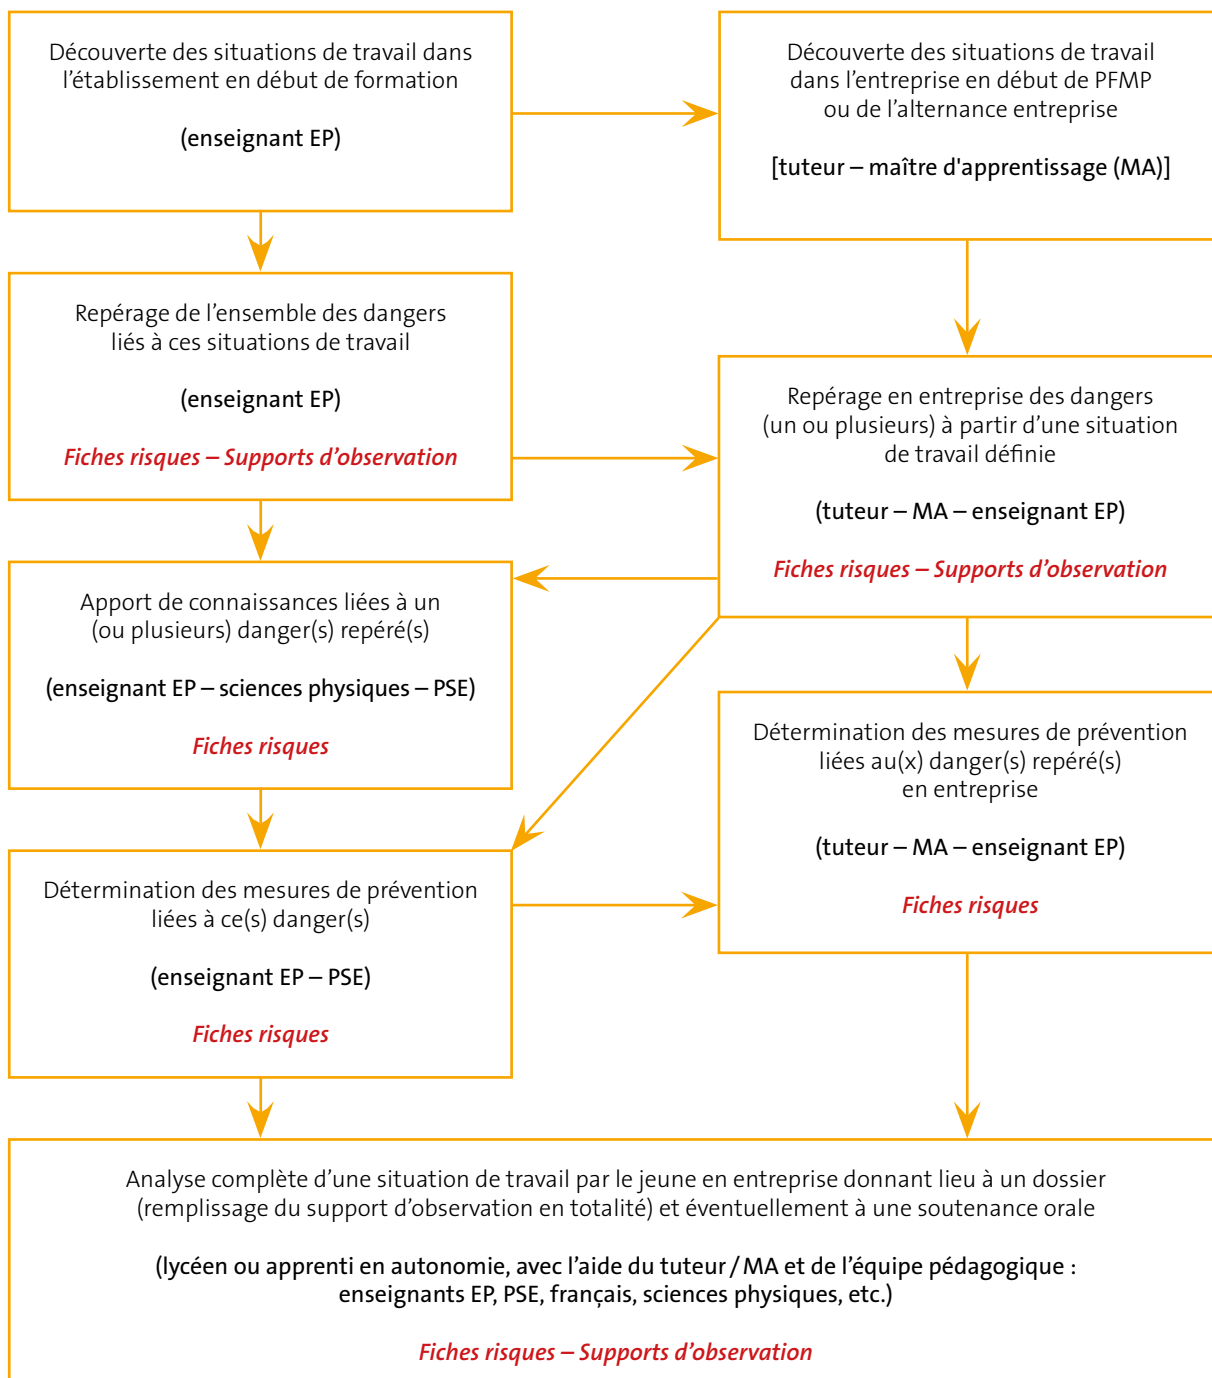 Découverte des situations de travail dans
l’établissement en début de formation
(enseignant EP)
Découverte des situations de travail
dans l’entreprise en début de PFMP
ou de l’alternance entreprise
[tuteur – maître d'apprentissage (MA)]
Repérage de l’ensemble des dangers
liés à ces situations de travail
(enseignant EP)
Fiches risques – Supports d’observation
Repérage en entreprise des dangers
(un ou plusieurs) à partir d’une situation
de travail définie
(tuteur – MA – enseignant EP)
Fiches risques – Supports d’observation
Apport de connaissances liées à un
(ou plusieurs) danger(s) repéré(s)
(enseignant EP – sciences physiques – PSE)
Fiches risques
Détermination des mesures de prévention
liées au(x) danger(s) repéré(s)
en entreprise
(tuteur – MA – enseignant EP)
Fiches risques
Détermination des mesures de prévention
liées à ce(s) danger(s)
(enseignant EP – PSE)
Fiches risques
Analyse complète d’une situation de travail par le jeune en entreprise donnant lieu à un dossier
(remplissage du support d’observation en totalité) et éventuellement à une soutenance orale
(lycéen ou apprenti en autonomie, avec l’aide du tuteur / MA et de l’équipe pédagogique :
enseignants EP, PSE, français, sciences physiques, etc.)
Fiches risques – Supports d’observation